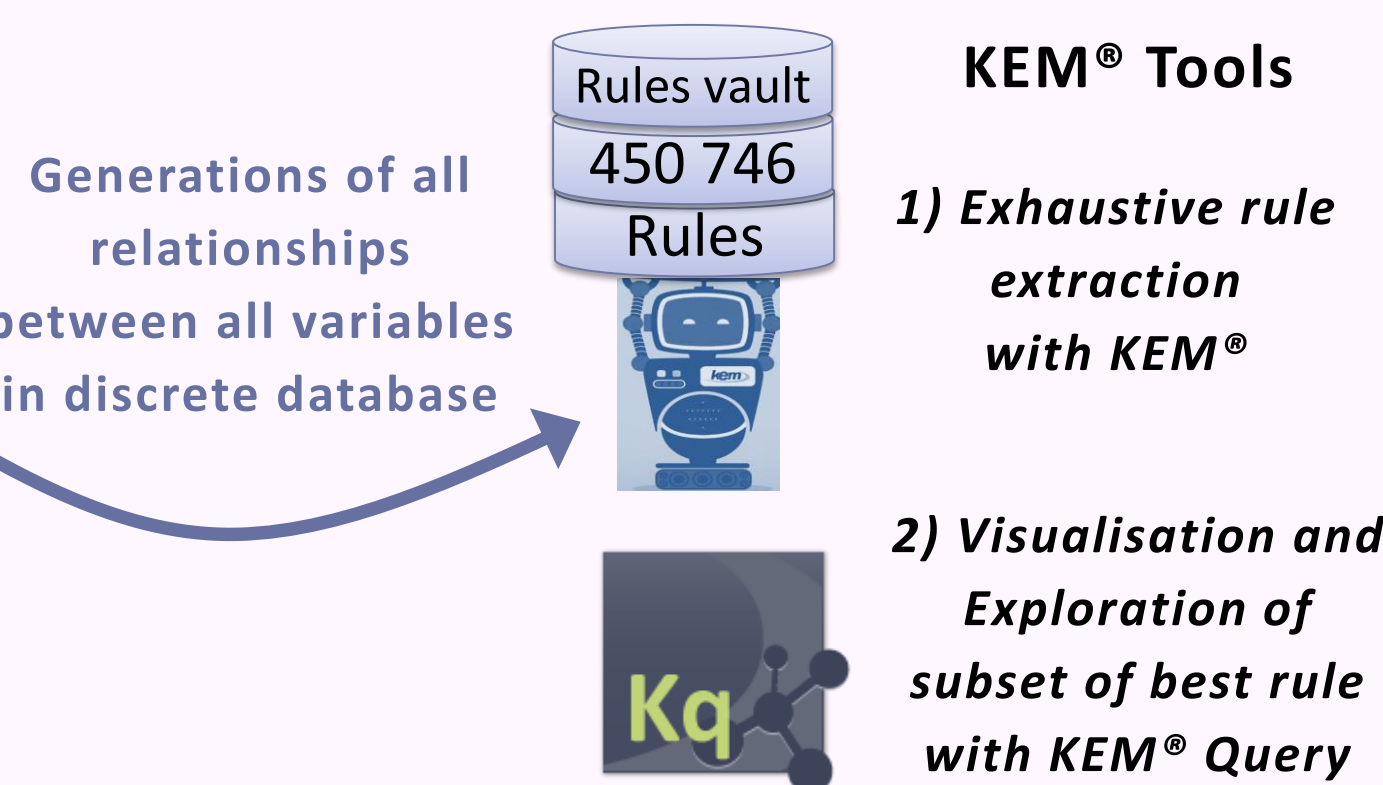 Generations of all
relationships
between all variables
in discrete database
Rules vault
450 746
Rules
kem
Kq
KEM® Tools
1) Exhaustive rule
extraction
with KEM®
2) Visualisation and
Exploration of
subset of best rule
with KEM® Query